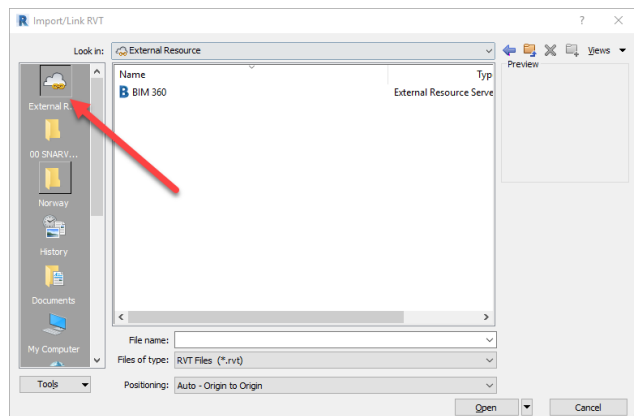 Import/Link RVT
Look in:
External Resource
Views
Name
Typ
Preview
BIM 360
External Resource Serve
External R...
00 SNARV...
Norway
History
Documents
My Computer
File name:
Files of type:
RVT Files (*.rvt)
Tools
Positioning:
Auto - Origin to Origin
Open
Cancel